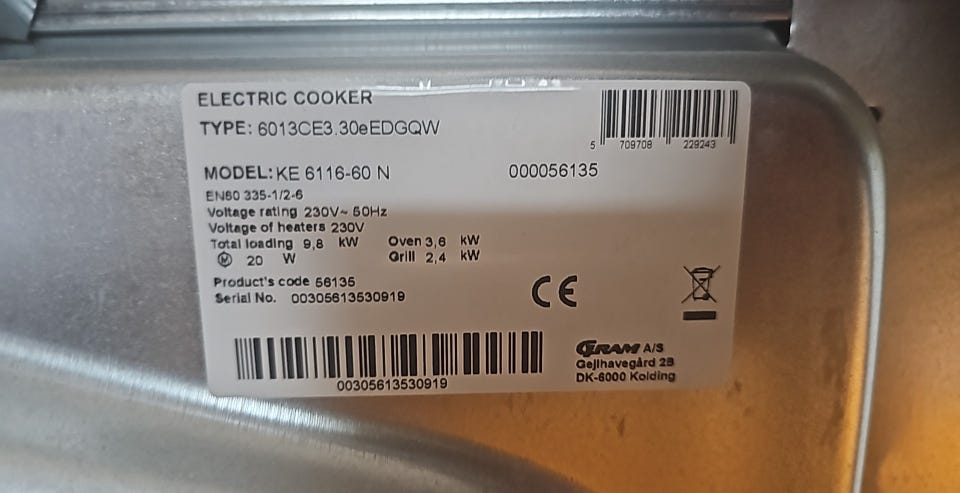 ELECTRIC COOKER
TYPE: 6013CE3.30eEDGQW
5 709708 229243
MODEL: KE 6116-60 N 000056135
EN60 335-1/2-6
Voltage rating 230V~ 50Hz
Voltage of heaters 230V
Total loading 9,8 kW Oven 3,6 kW
M 20 W Grill 2,4 kW
Product's code 56135
Serial No. 00305613530919
CE
00305613530919
GRAM A/S
Gejlhavegård 2B
DK-6000 Kolding